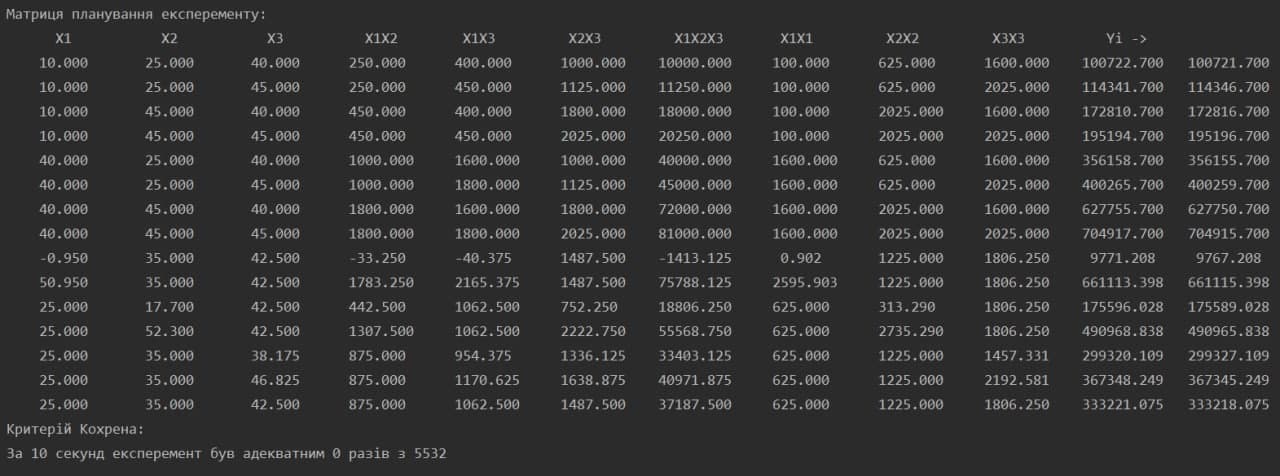 Матриця планування експеременту:
X1 X2 X3 X1X2 X1X3 X2X3 X1X2X3 X1X1 X2X2 X3X3 Yi ->
10.000 25.000 40.000 250.000 400.000 1000.000 10000.000 100.000 625.000 1600.000 100722.700 100721.700
10.000 25.000 45.000 250.000 450.000 1125.000 11250.000 100.000 625.000 2025.000 114341.700 114346.700
10.000 45.000 40.000 450.000 400.000 1800.000 18000.000 100.000 2025.000 1600.000 172810.700 172816.700
10.000 45.000 45.000 450.000 450.000 2025.000 20250.000 100.000 2025.000 2025.000 195194.700 195196.700
40.000 25.000 40.000 1000.000 1600.000 1000.000 40000.000 1600.000 625.000 1600.000 356158.700 356155.700
40.000 25.000 45.000 1000.000 1800.000 1125.000 45000.000 1600.000 625.000 2025.000 400265.700 400259.700
40.000 45.000 40.000 1800.000 1600.000 1800.000 72000.000 1600.000 2025.000 1600.000 627755.700 627750.700
40.000 45.000 45.000 1800.000 1800.000 2025.000 81000.000 1600.000 2025.000 2025.000 704917.700 704915.700
-0.950 35.000 42.500 -33.250 -40.375 1487.500 -1413.125 0.902 1225.000 1806.250 9771.208 9767.208
50.950 35.000 42.500 1783.250 2165.375 1487.500 75788.125 2595.903 1225.000 1806.250 661113.398 661115.398
25.000 17.700 42.500 442.500 1062.500 752.250 18806.250 625.000 313.290 1806.250 175596.028 175589.028
25.000 52.300 42.500 1307.500 1062.500 2222.750 55568.750 625.000 2735.290 1806.250 490968.838 490965.838
25.000 35.000 38.175 875.000 954.375 1336.125 33403.125 625.000 1225.000 1457.331 299320.109 299327.109
25.000 35.000 46.825 875.000 1170.625 1638.875 40971.875 625.000 1225.000 2192.581 367348.249 367345.249
25.000 35.000 42.500 875.000 1062.500 1487.500 37187.500 625.000 1225.000 1806.250 333221.075 333218.075
Критерій Кохрена:
За 10 секунд експеремент був адекватним 0 разів з 5532